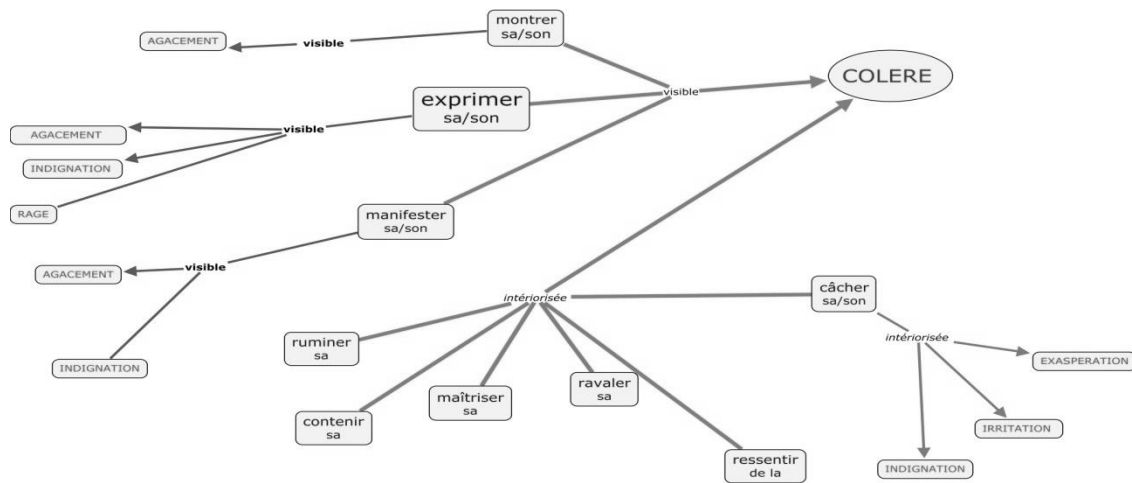 montrer
sa/son
AGACEMENT
visible
COLERE
exprimer
sa/son
visible
AGACEMENT
visible
INDIGNATION
RAGE
manifester
sa/son
visible
AGACEMENT
INDIGNATION
intériorisée
câcher
sa/son
intériorisée
EXASPERATION
ruminer
sa
maîtriser
sa
ravaler
sa
contenir
sa
IRRITATION
ressentir
de la
INDIGNATION